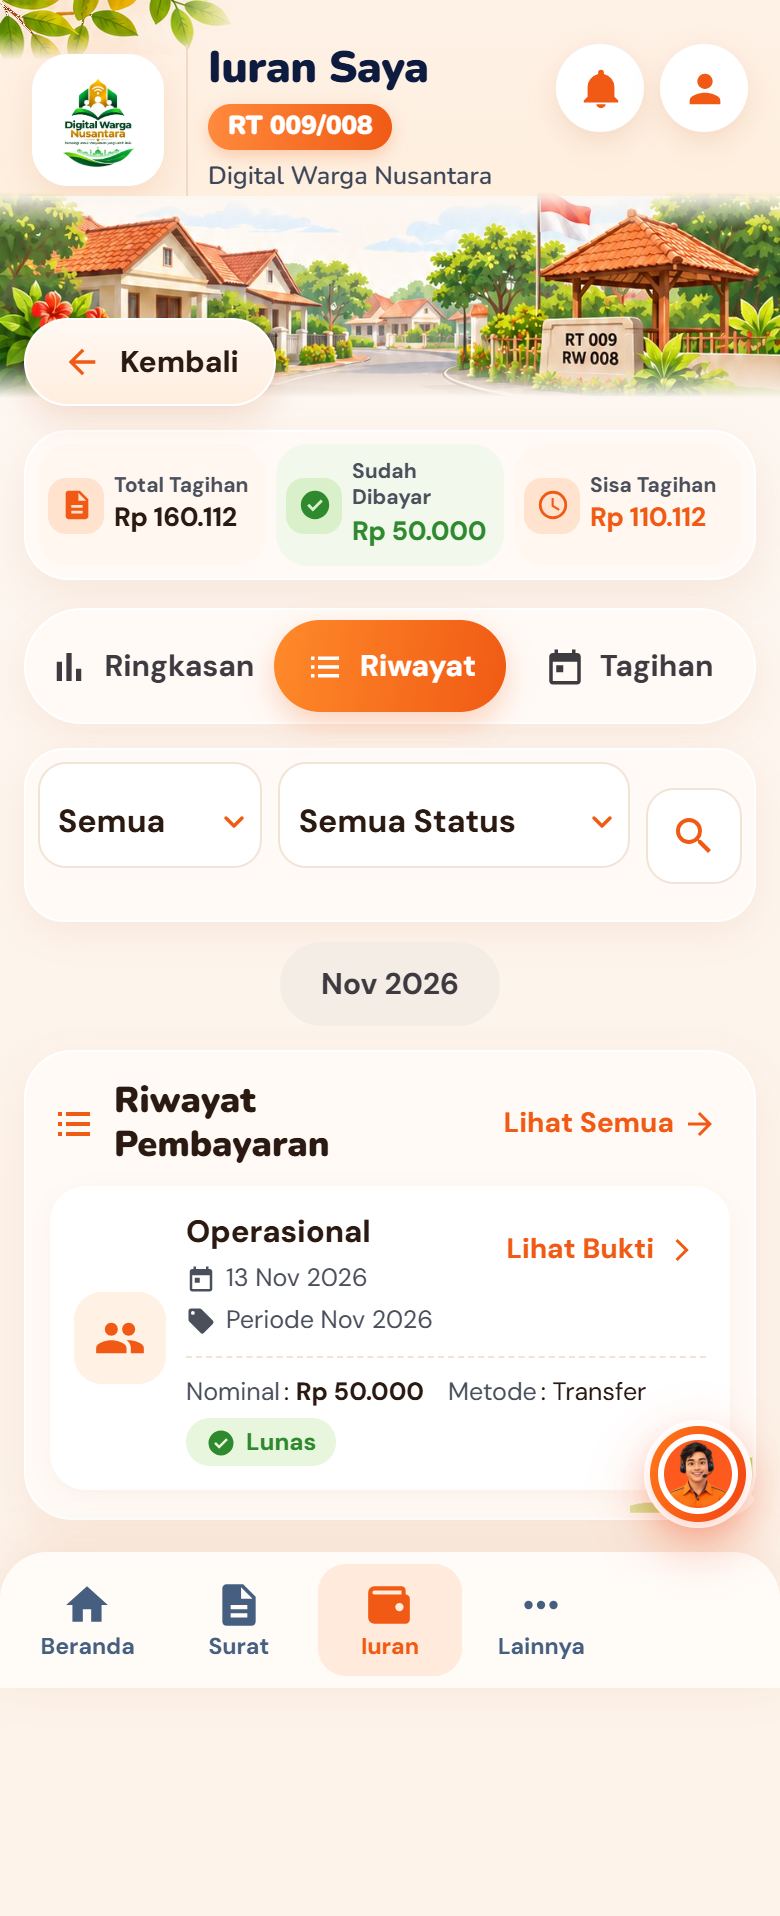 Iuran Saya
RT 009/008
Digital Warga Nusantara
Digital Warga
Nusantara
RT 009
RW 008
Kembali
Total Tagihan
Rp 160.112
Sudah
Dibayar
Rp 50.000
Sisa Tagihan
Rp 110.112
Ringkasan
Riwayat
Tagihan
Semua
Semua Status
Nov 2026
Riwayat
Pembayaran
Lihat Semua
Operasional
Lihat Bukti
13 Nov 2026
Periode Nov 2026
Nominal : Rp 50.000 Metode : Transfer
Lunas
Beranda
Surat
Iuran
Lainnya